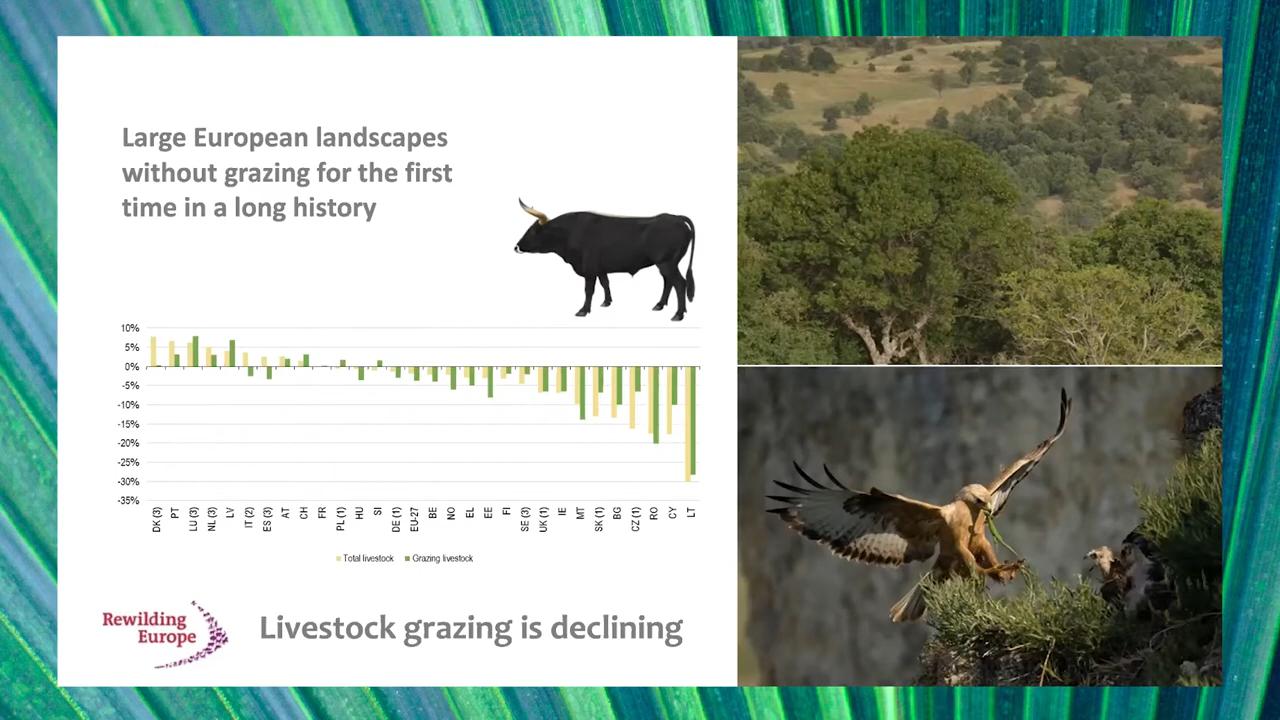 Large European landscapes
without grazing for the first
time in a long history
10%
5%
0%
-5%
-10%
-15%
-20%
-25%
-30%
-35%
DK (3)
PT
LU (3)
NL (3)
LV
IT (2)
ES (3)
AT
CH
FR
PL (1)
HU
SI
DE (1)
EU-27
BE
NO
EL
EE
FI
SE (3)
UK (1)
IE
MT
SK (1)
BG
CZ (1)
RO
CY
LT
Total livestock Grazing livestock
Rewilding
Europe
Livestock grazing is declining